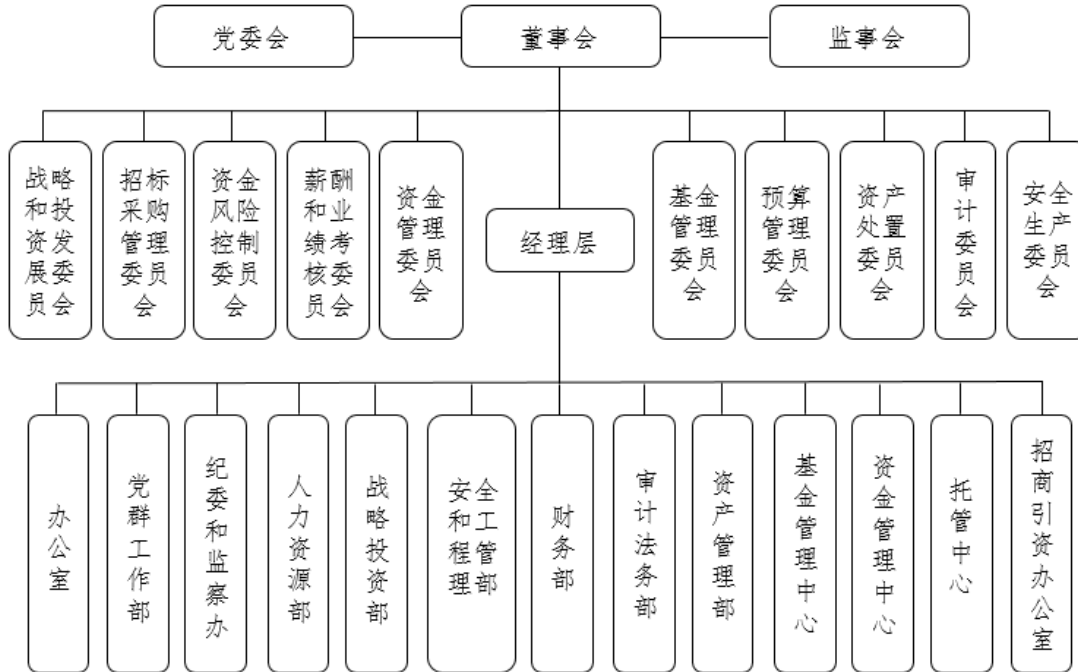 党委会
董事会
监事会
战略和投资发展委员会
招标采购管理委员会
资金风险控制委员会
薪酬和业绩考核委员会
资金管理委员会
经理层
基金管理委员会
预算管理委员会
资产处置委员会
审计委员会
安全生产委员会
办公室
党群工作部
纪委和监察办
人力资源部
战略投资部
安全和工程管理部
财务部
审计法务部
资产管理部
基金管理中心
资金管理中心
托管中心
招商引资办公室